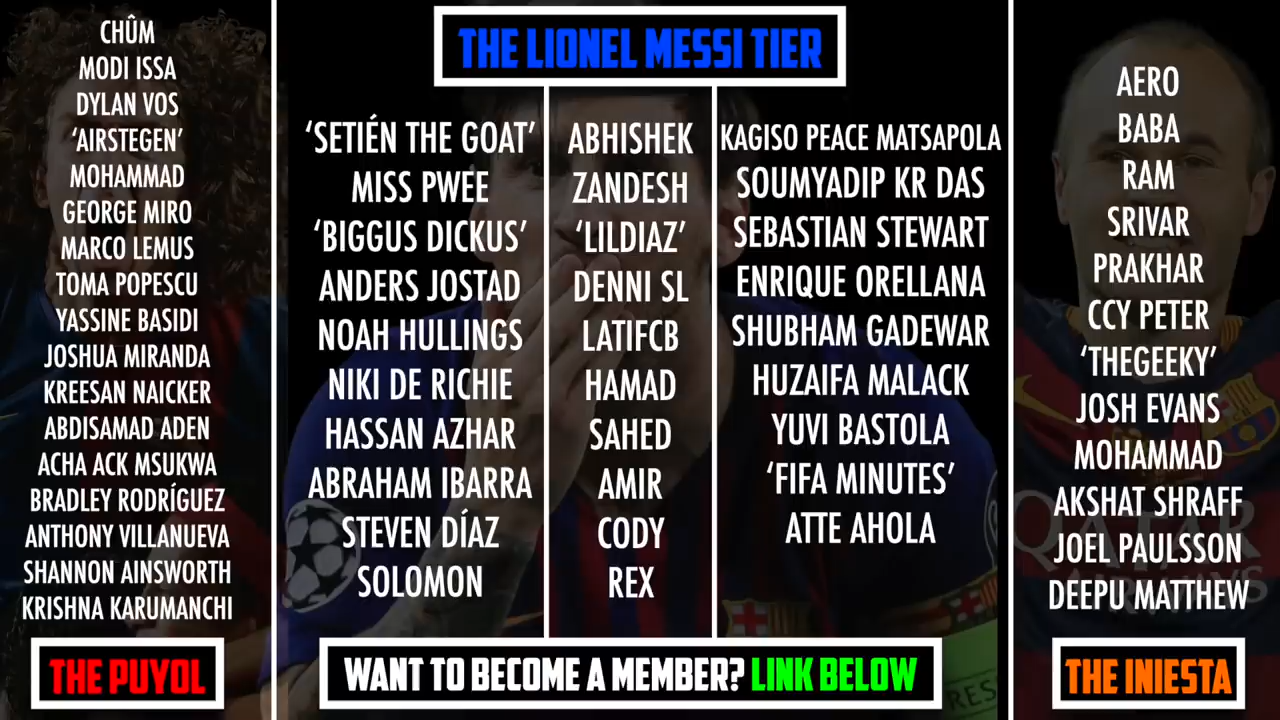 CHÛM
MODI ISSA
DYLAN VOS
‘AIRSTEGEN’
MOHAMMAD
GEORGE MIRO
MARCO LEMUS
TOMA POPESCU
YASSINE BASIDI
JOSHUA MIRANDA
KREESAN NAICKER
ABDISAMAD ADEN
ACHA ACK MSUKWA
BRADLEY RODRÍGUEZ
ANTHONY VILLANUEVA
SHANNON AINSWORTH
KRISHNA KARUMANCHI
THE PUYOL
THE LIONEL MESSI TIER
‘SETIÉN THE GOAT’
MISS PWEE
‘BIGGUS DICKUS’
ANDERS JOSTAD
NOAH HULLINGS
NIKI DE RICHIE
HASSAN AZHAR
ABRAHAM IBARRA
STEVEN DÍAZ
SOLOMON
ABHISHEK
ZANDESH
‘LILDIAZ’
DENNI SL
LATIFCB
HAMAD
SAHED
AMIR
CODY
REX
KAGISO PEACE MATSAPOLA
SOUMYADIP KR DAS
SEBASTIAN STEWART
ENRIQUE ORELLANA
SHUBHAM GADEWAR
HUZAIFA MALACK
YUVI BASTOLA
‘FIFA MINUTES’
ATTE AHOLA
WANT TO BECOME A MEMBER? LINK BELOW
AERO
BABA
RAM
SRIVAR
PRAKHAR
CCY PETER
‘THEGEEKY’
JOSH EVANS
MOHAMMAD
AKSHAT SHRAFF
JOEL PAULSSON
DEEPU MATTHEW
THE INIESTA
QATAR